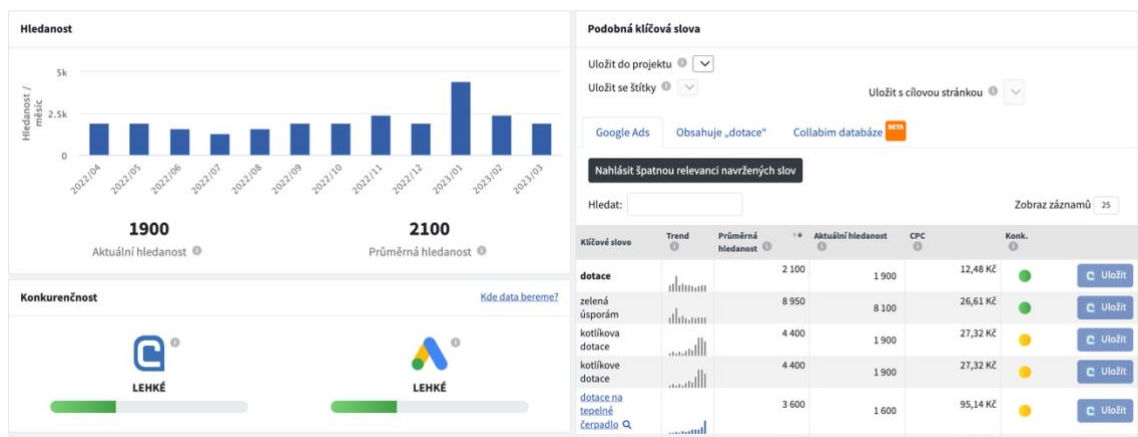 Hledanost
5k
2.5k
0
Hledanost /
měsíc
2022/04
2022/05
2022/06
2022/07
2022/08
2022/09
2022/10
2022/11
2022/12
2023/01
2023/02
2023/03
1900
Aktuální hledanost
2100
Průměrná hledanost
Konkurenčnost
Kde data bereme?
LEHKÉ
LEHKÉ
Podobná klíčová slova
Uložit do projektu
Uložit se štítky
Uložit s cílovou stránkou
Google Ads
Obsahuje „dotace“
Collabim databáze BETA
Nahlásit špatnou relevanci navržených slov
Hledat:
Zobraz záznamů 25
Klíčové slovo Trend Průměrná hledanost Aktuální hledanost CPC Konk.
dotace 2 100 1 900 12,48 Kč Uložit
zelená
úsporám 8 950 8 100 26,61 Kč Uložit
kotlíkova
dotace 4 400 1 900 27,32 Kč Uložit
kotlíkove
dotace 4 400 1 900 27,32 Kč Uložit
dotace na
tepelné
čerpadlo 3 600 1 600 95,14 Kč Uložit